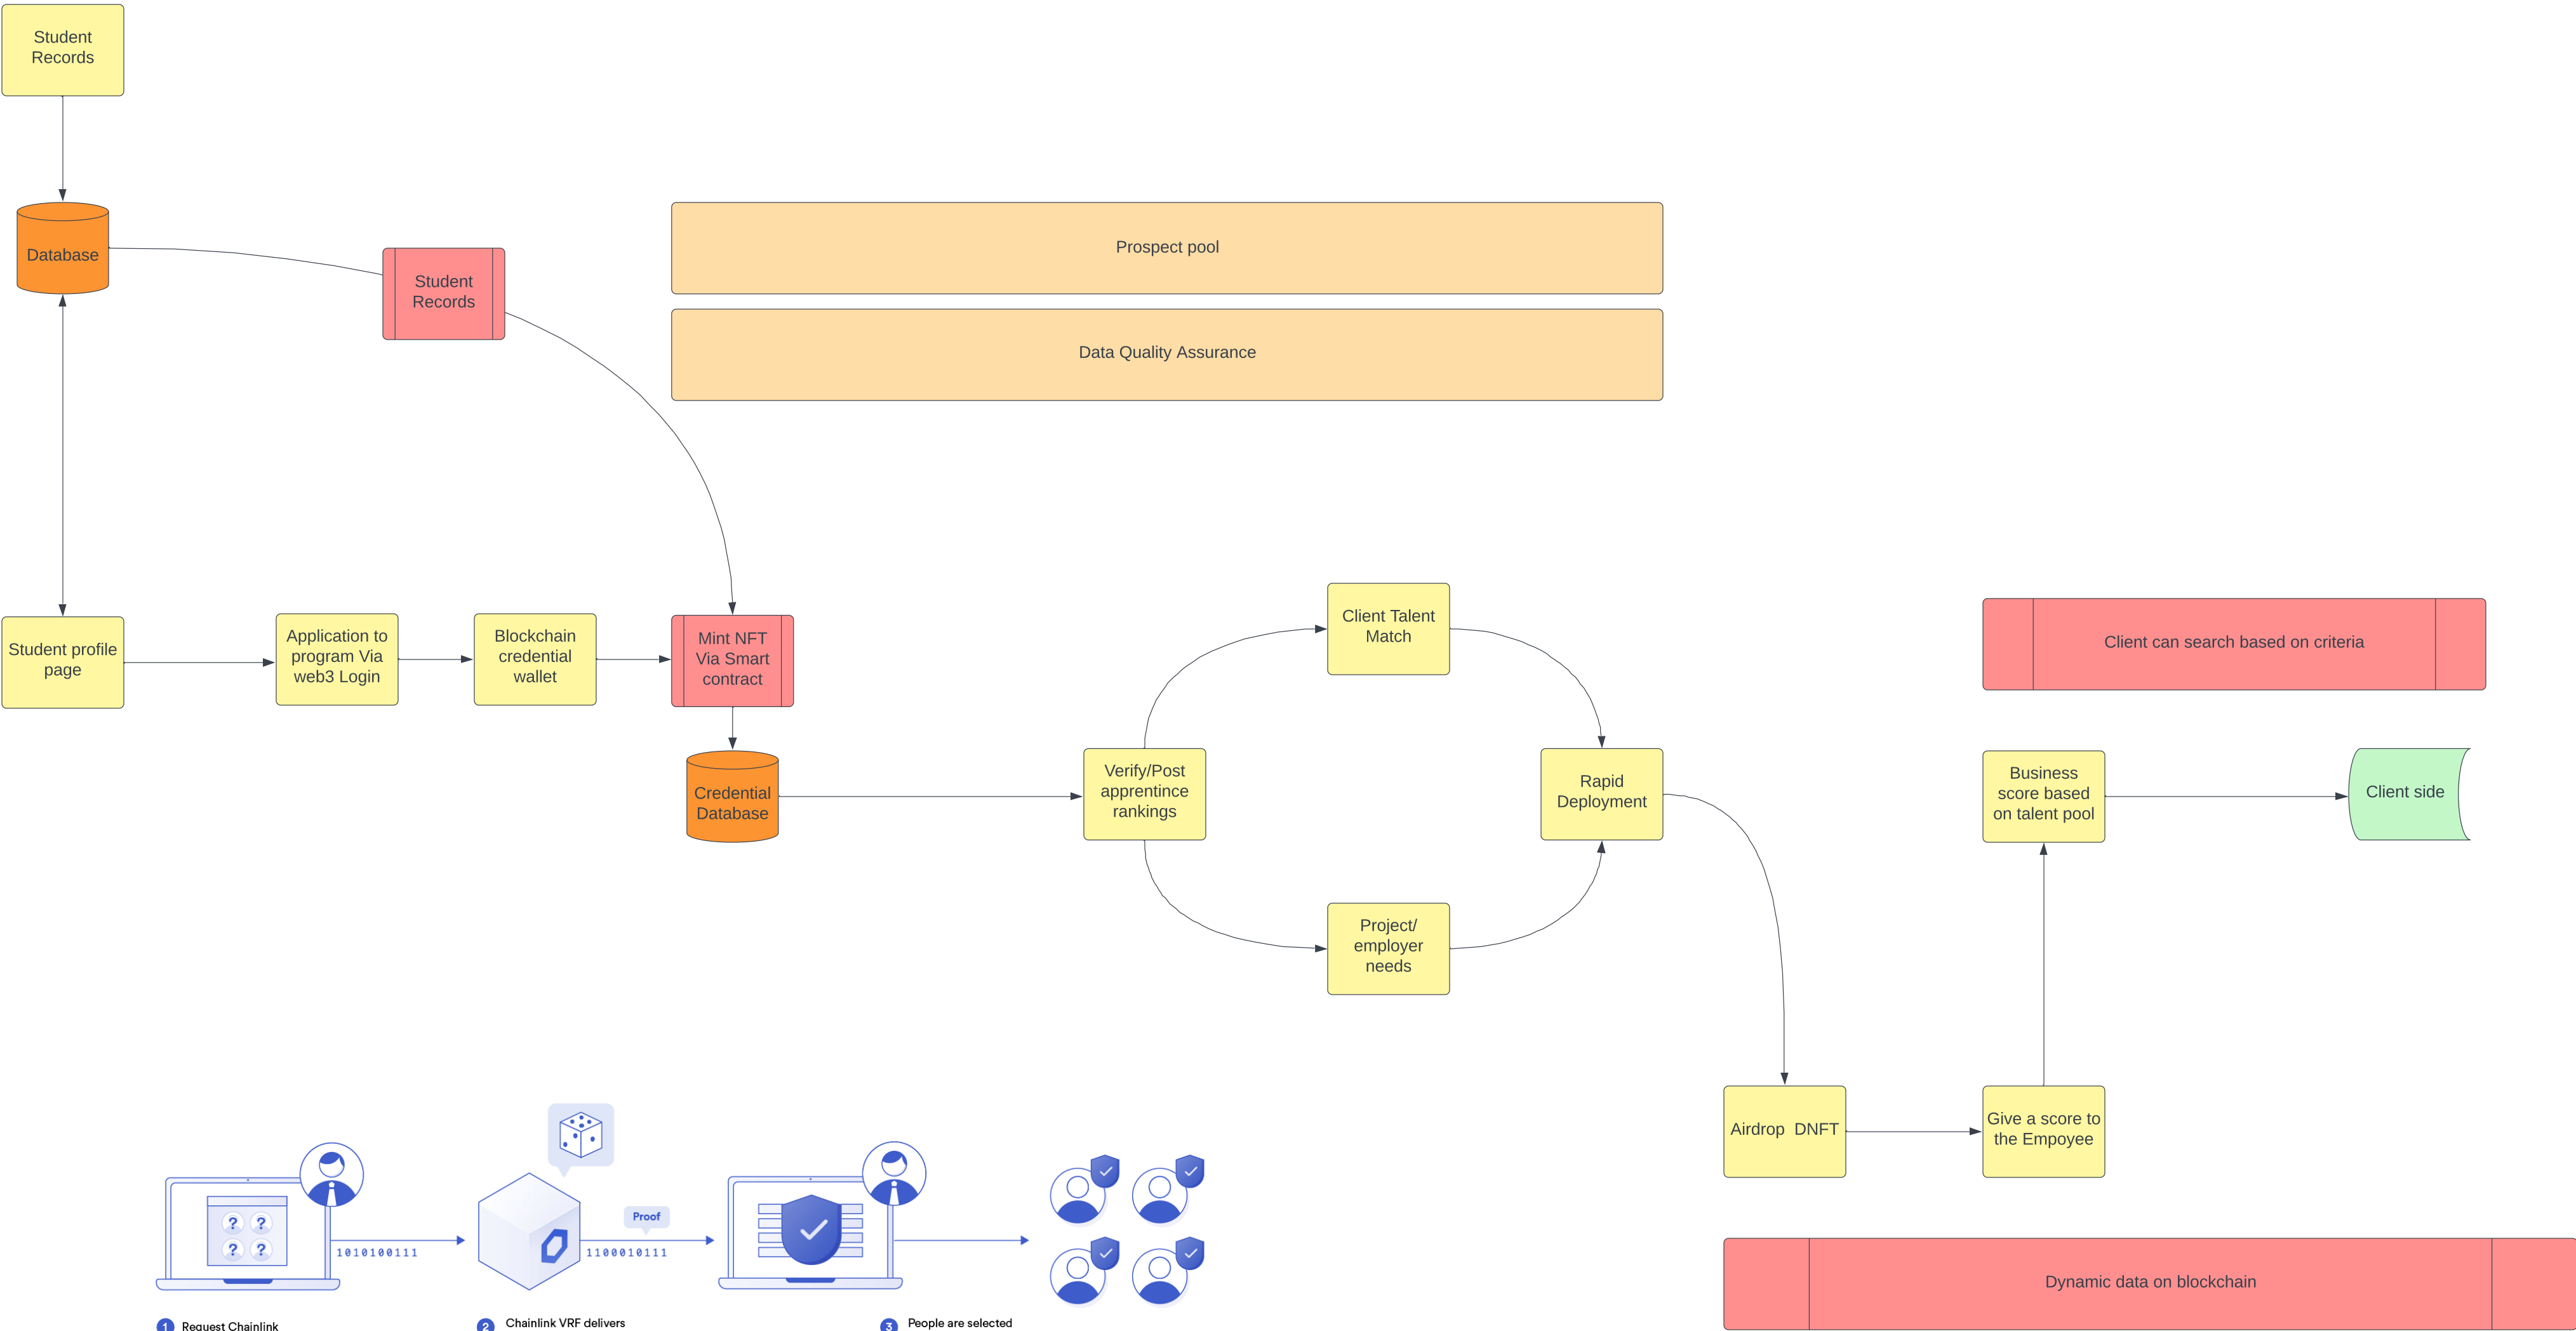 Student
Records
Database
Student
Records
Prospect pool
Data Quality Assurance
Student profile
page
Application to
program Via
web3 Login
Blockchain
credential
wallet
Mint NFT
Via Smart
contract
Credential
Database
Verify/Post
apprentince
rankings
Client Talent
Match
Project/
employer
needs
Rapid
Deployment
Client can search based on criteria
Business
score based
on talent pool
Client side
Airdrop DNFT
Give a score to
the Empoyee
Dynamic data on blockchain
? ?
? ?
1010100111
Proof
1100010111
1 Request Chainlink
2 Chainlink VRF delivers
3 People are selected